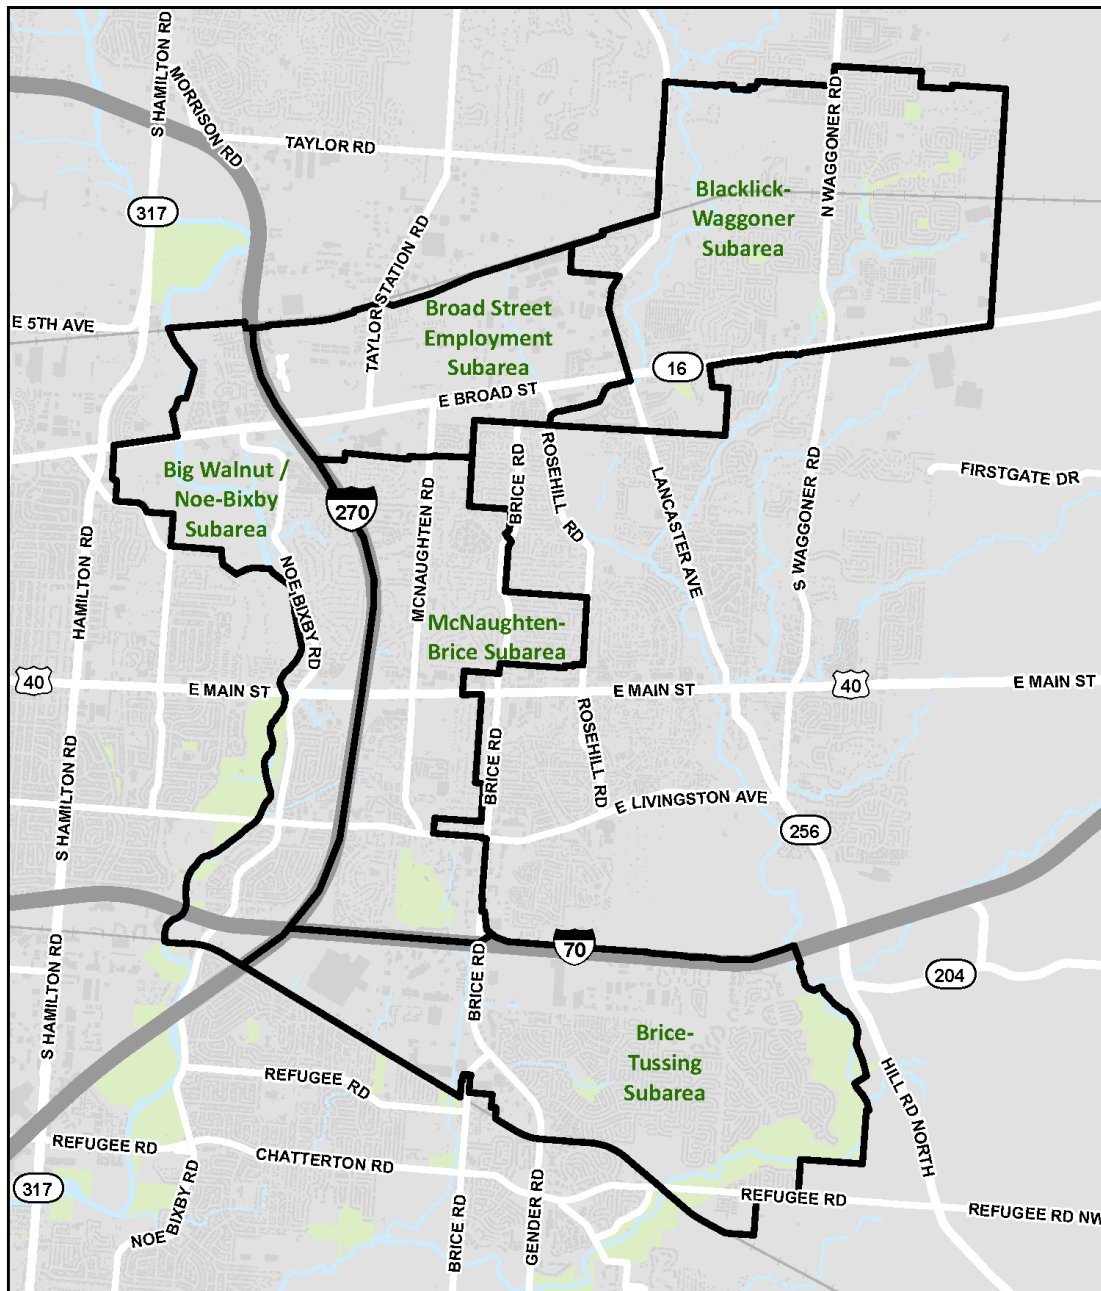 S HAMILTON RD
MORRISON RD
TAYLOR RD
N WAGGONER RD
Blacklick-
Waggoner
Subarea
317
TAYLOR STATION RD
E 5TH AVE
Broad Street
Employment
Subarea
16
E BROAD ST
Big Walnut /
Noe-Bixby
Subarea
270
MCNAUGHTEN RD
BRICE RD
ROSEHILL RD
LANCASTER AVE
S WAGGONER RD
FIRSTGATE DR
HAMILTON RD
NOE BIXBY RD
McNaughten-
Brice Subarea
40
E MAIN ST
E MAIN ST
40
E MAIN ST
S HAMILTON RD
BRICE RD
ROSEHILL RD
E LIVINGSTON AVE
256
70
204
S HAMILTON RD
BRICE RD
Brice-
Tussing
Subarea
REFUGEE RD
HILL RD NORTH
REFUGEE RD
CHATTERTON RD
317
NOE BIXBY RD
BRICE RD
GENDER RD
REFUGEE RD
REFUGEE RD NW